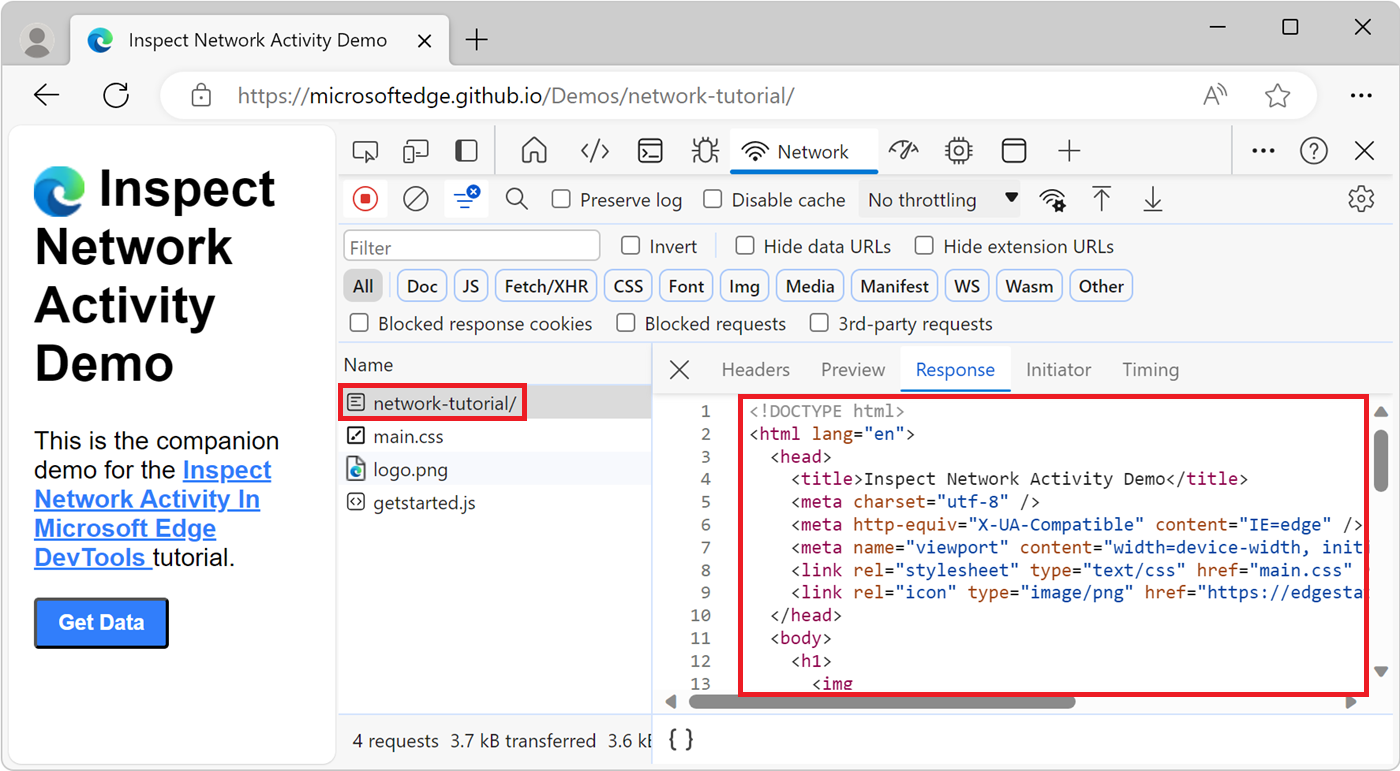 Inspect Network Activity Demo
https://microsoftedge.github.io/Demos/network-tutorial/
Inspect
Network
Activity
Demo
This is the companion
demo for the Inspect
Network Activity In
Microsoft Edge
DevTools tutorial.
Get Data
Network
Preserve log Disable cache No throttling
Filter Invert Hide data URLs Hide extension URLs
All Doc JS Fetch/XHR CSS Font Img Media Manifest WS Wasm Other
Blocked response cookies Blocked requests 3rd-party requests
Name
network-tutorial/
main.css
logo.png
getstarted.js
4 requests 3.7 kB transferred 3.6 kB
Headers Preview Response Initiator Timing
1 <!DOCTYPE html>
2 <html lang="en">
3 <head>
4 <title>Inspect Network Activity Demo</title>
5 <meta charset="utf-8" />
6 <meta http-equiv="X-UA-Compatible" content="IE=edge" />
7 <meta name="viewport" content="width=device-width, init
8 <link rel="stylesheet" type="text/css" href="main.css"
9 <link rel="icon" type="image/png" href="https://edgesta
10 </head>
11 <body>
12 <h1>
13 <img
{ }